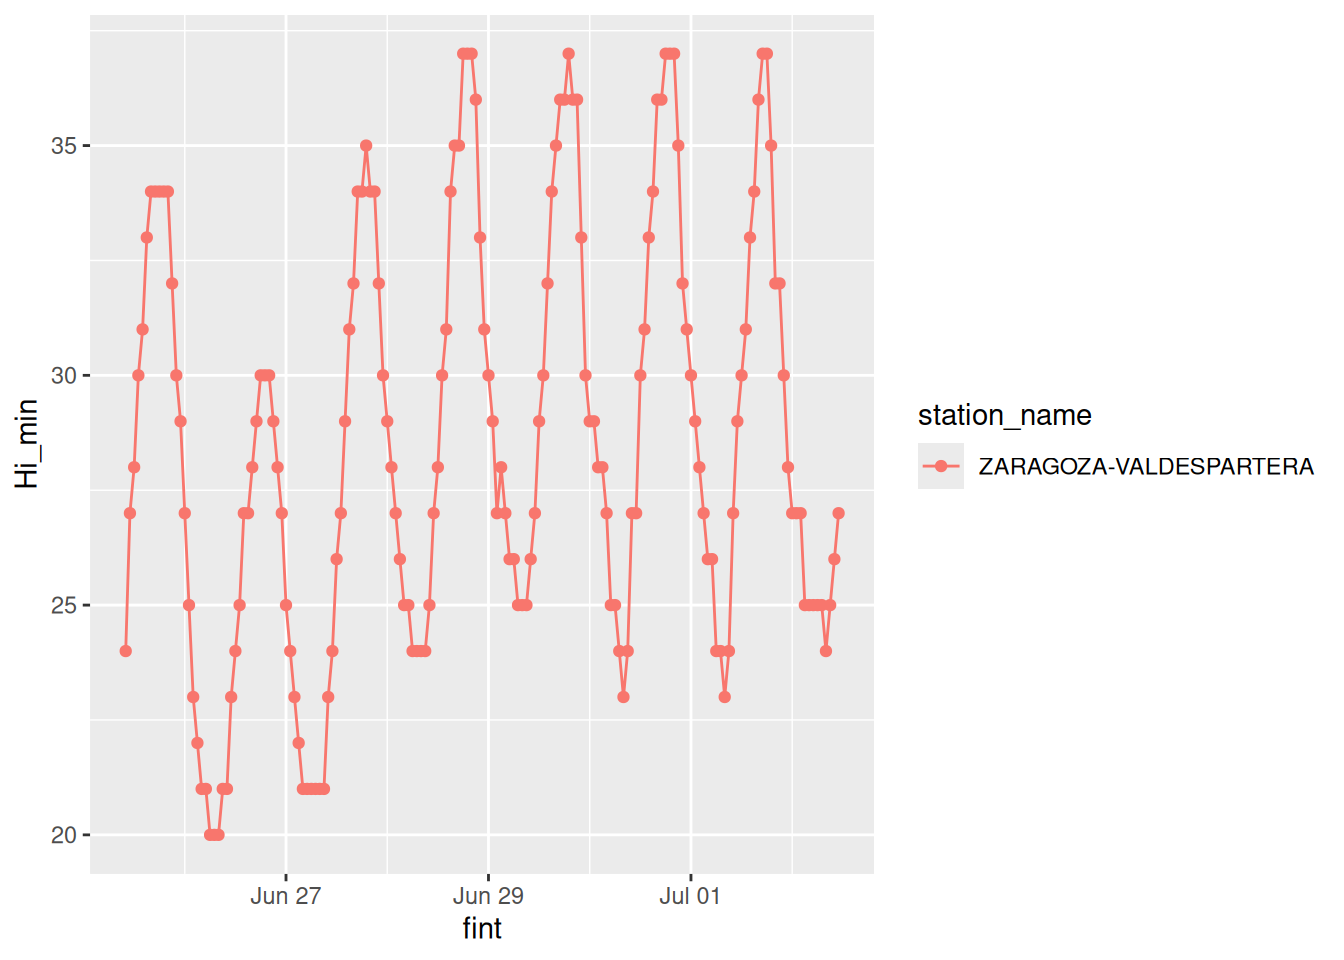 Hi_min
35
30
25
20
Jun 27
Jun 29
Jul 01
fint
station_name
ZARAGOZA-VALDESPARTERA